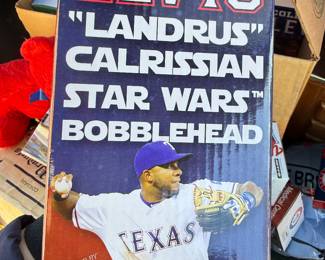 "LANDRUS"
CALRISSIAN
STAR WARS™
BOBBLEHEAD
TEXAS